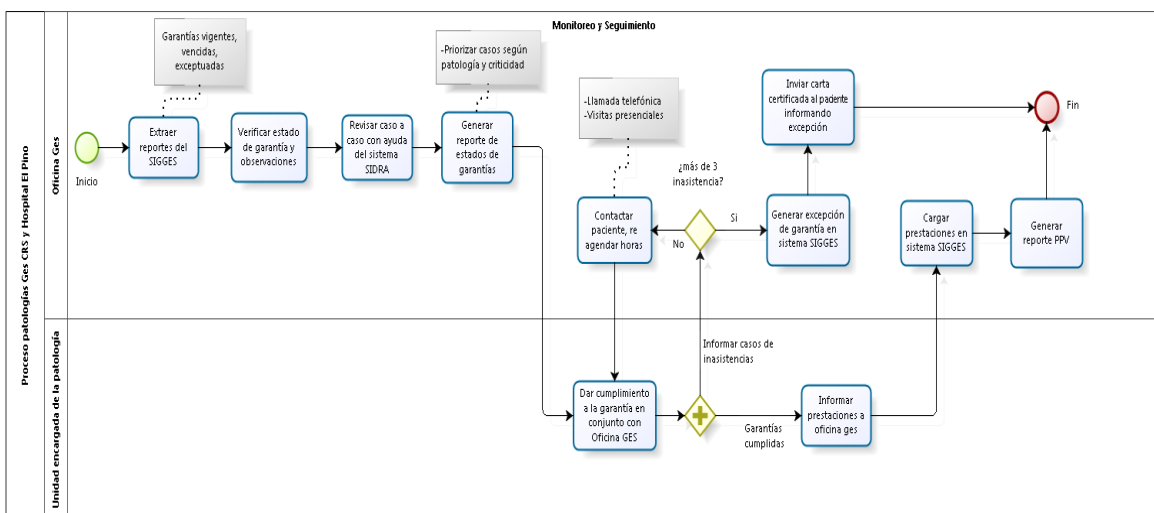 Proceso patologías Ges CRS y Hospital El Pino
Monitoreo y Seguimiento
Oficina Ges
Inicio
Garantías vigentes,
vencidas,
exceptuadas
Extraer
reportes del
SIGGES
Verificar estado
de garantía y
observaciones
Revisar caso a
caso con ayuda
del sistema
SIDRA
-Priorizar casos según
patología y criticidad
Generar
reporte de
estados de
garantías
-Llamada telefónica
-Visitas presenciales
Contactar
paciente, re
agendar horas
¿más de 3
inasistencia?
No
Si
Generar excepción
de garantía en
sistema SIGGES
Inviar carta
certificada al paciente
informando
excepción
Cargar
prestaciones en
sistema SIGGES
Generar
reporte PPV
Fin
Unidad encargada de la patología
Dar cumplimiento
a la garantía en
conjunto con
Oficina GES
Informar casos de
inasistencias
Garantías
cumplidas
Informar
prestaciones a
oficina ges